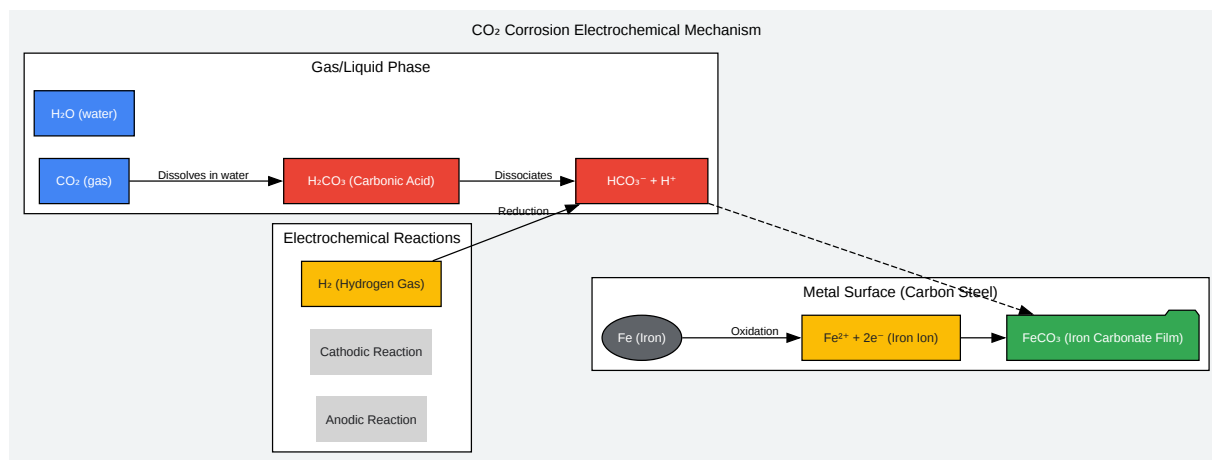 CO₂ Corrosion Electrochemical Mechanism
Gas/Liquid Phase
H₂O (water)
CO₂ (gas)
Dissolves in water
H₂CO₃ (Carbonic Acid)
Dissociates
HCO₃⁻ + H⁺
Reduction
Electrochemical Reactions
H₂ (Hydrogen Gas)
Cathodic Reaction
Anodic Reaction
Metal Surface (Carbon Steel)
Fe (Iron)
Oxidation
Fe²⁺ + 2e⁻ (Iron Ion)
FeCO₃ (Iron Carbonate Film)